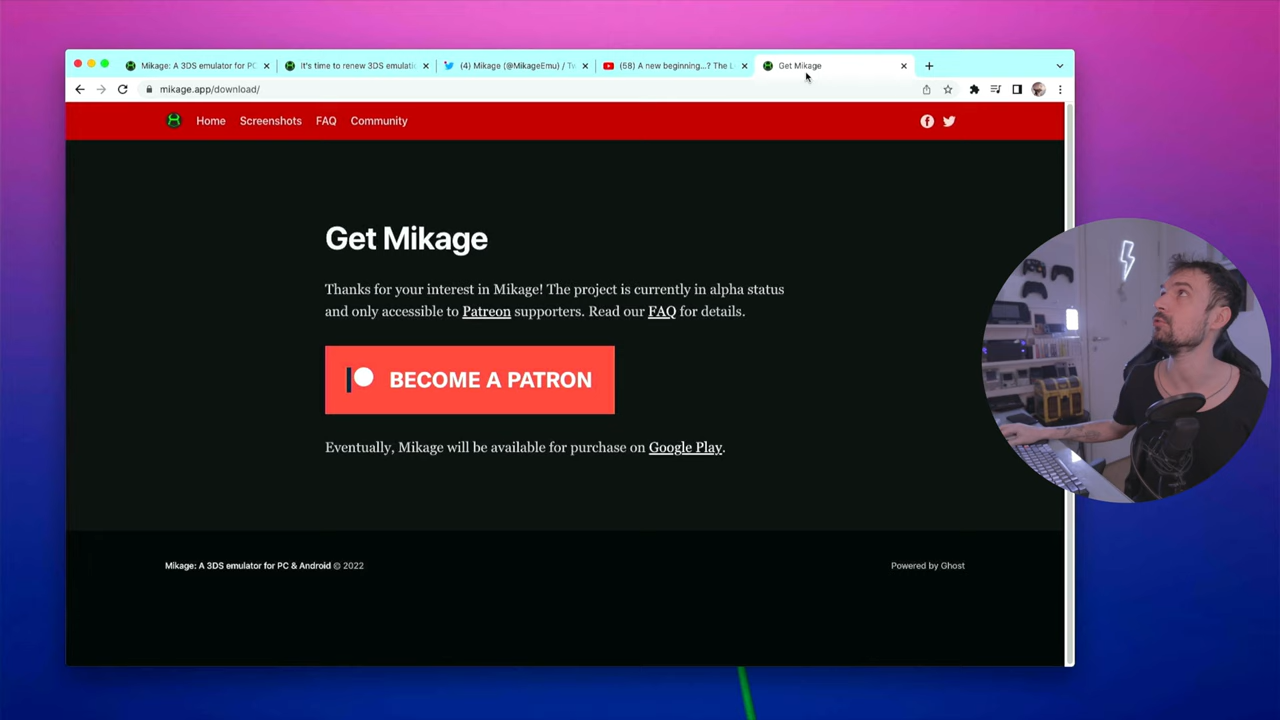 Mikage: A 3DS emulator for PC
It's time to renew 3DS emulati
(4) Mikage (@MikageEmu) / Tw
(58) A new beginning...? The L
Get Mikage
mikage.app/download/
Home Screenshots FAQ Community
Get Mikage
Thanks for your interest in Mikage! The project is currently in alpha status
and only accessible to Patreon supporters. Read our FAQ for details.
BECOME A PATRON
Eventually, Mikage will be available for purchase on Google Play.
Mikage: A 3DS emulator for PC & Android © 2022
Powered by Ghost